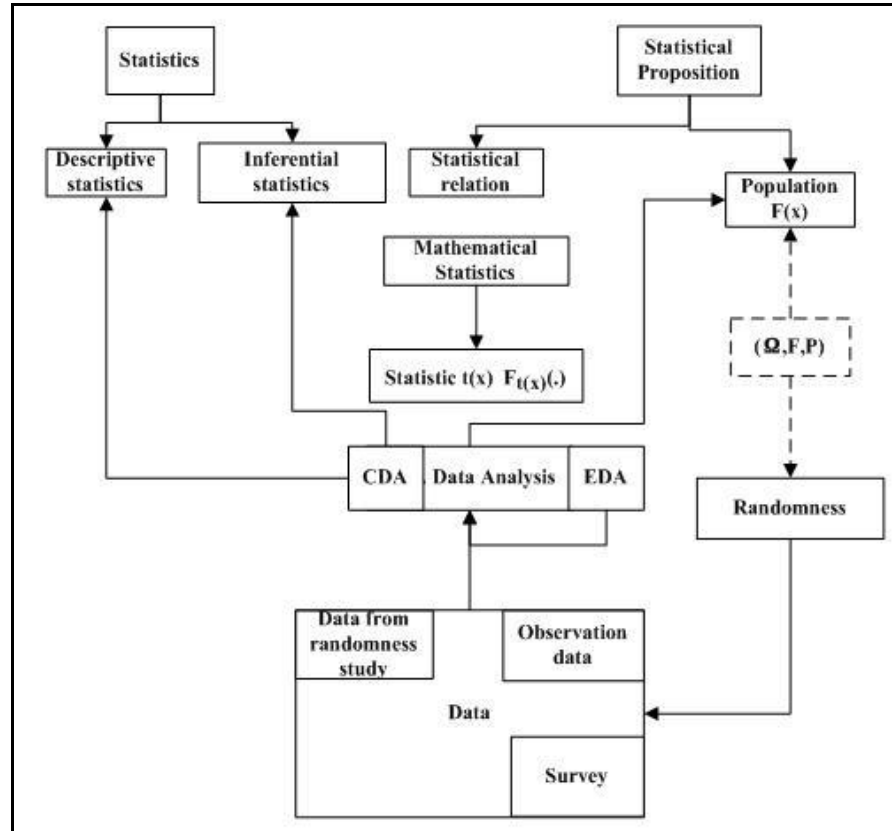 Statistics
Statistical
Proposition
Descriptive
statistics
Inferential
statistics
Statistical
relation
Population
F(x)
Mathematical
Statistics
(Ω,F,P)
Statistic t(x) F_t(x)(.)
CDA
. Data Analysis
EDA
Randomness
Data from
randomness
study
Observation
data
Data
Survey